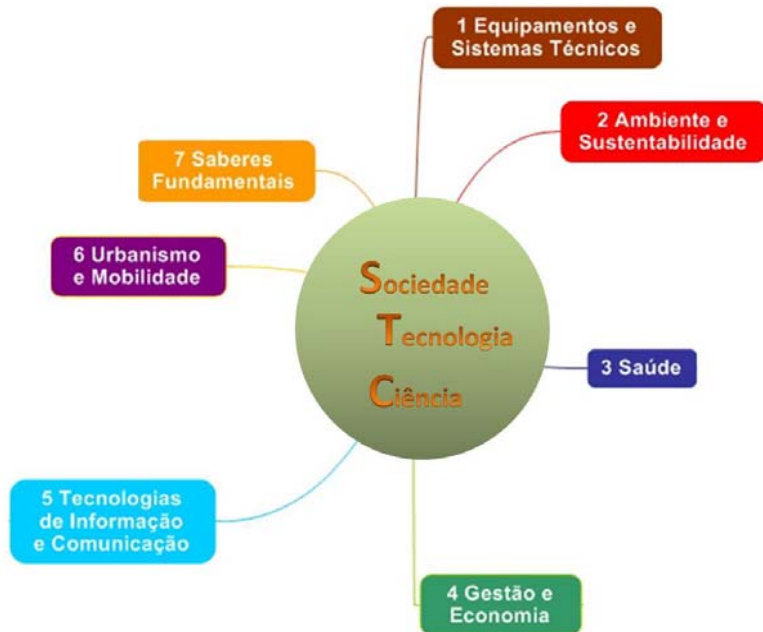 1 Equipamentos e
Sistemas Técnicos
2 Ambiente e
Sustentabilidade
7 Saberes
Fundamentais
6 Urbanismo
e Mobilidade
Sociedade
Tecnologia
Ciência
3 Saúde
5 Tecnologias
de Informação
e Comunicação
4 Gestão e
Economia